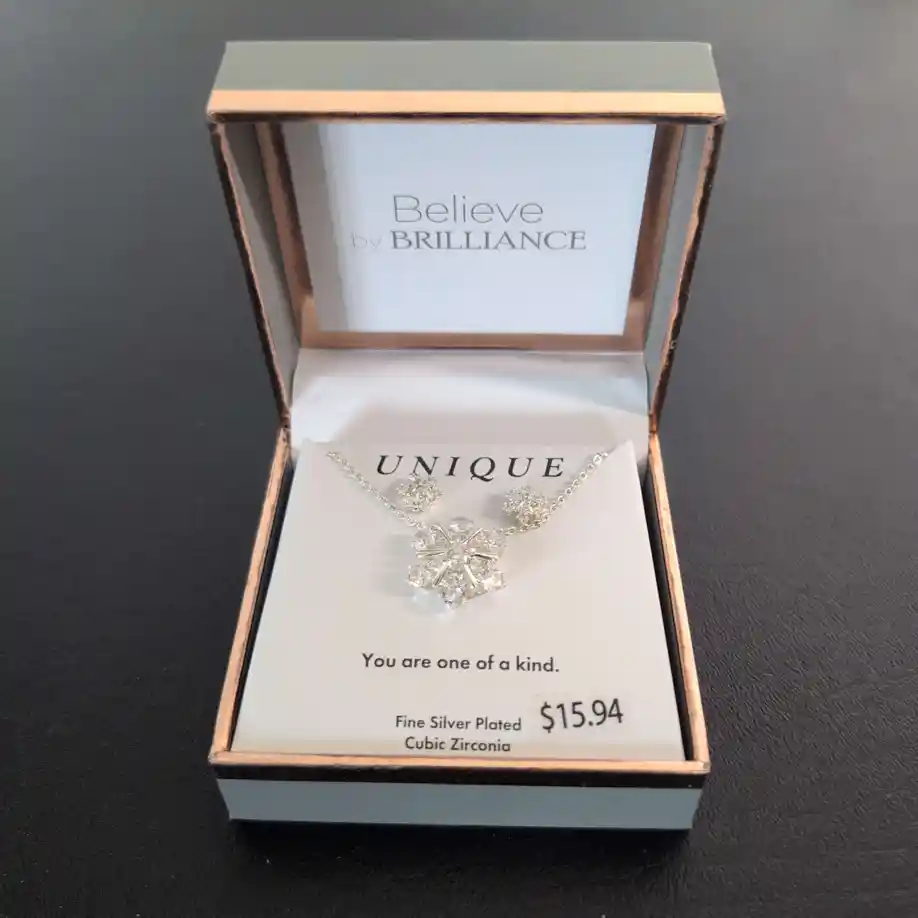 Believe
by BRILLIANCE
UNIQUE
You are one of a kind.
Fine Silver Plated
Cubic Zirconia
$15.94